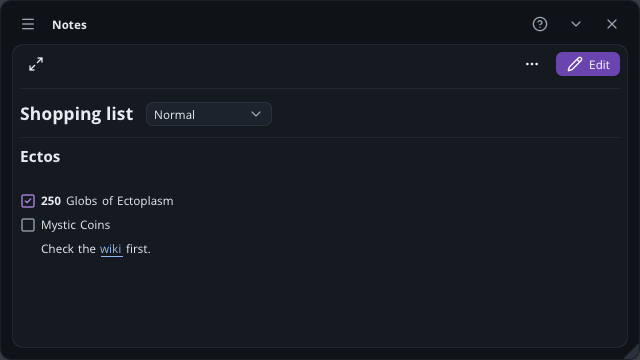 Notes
Edit
Shopping list Normal
Ectos
250 Globs of Ectoplasm
Mystic Coins
Check the wiki first.